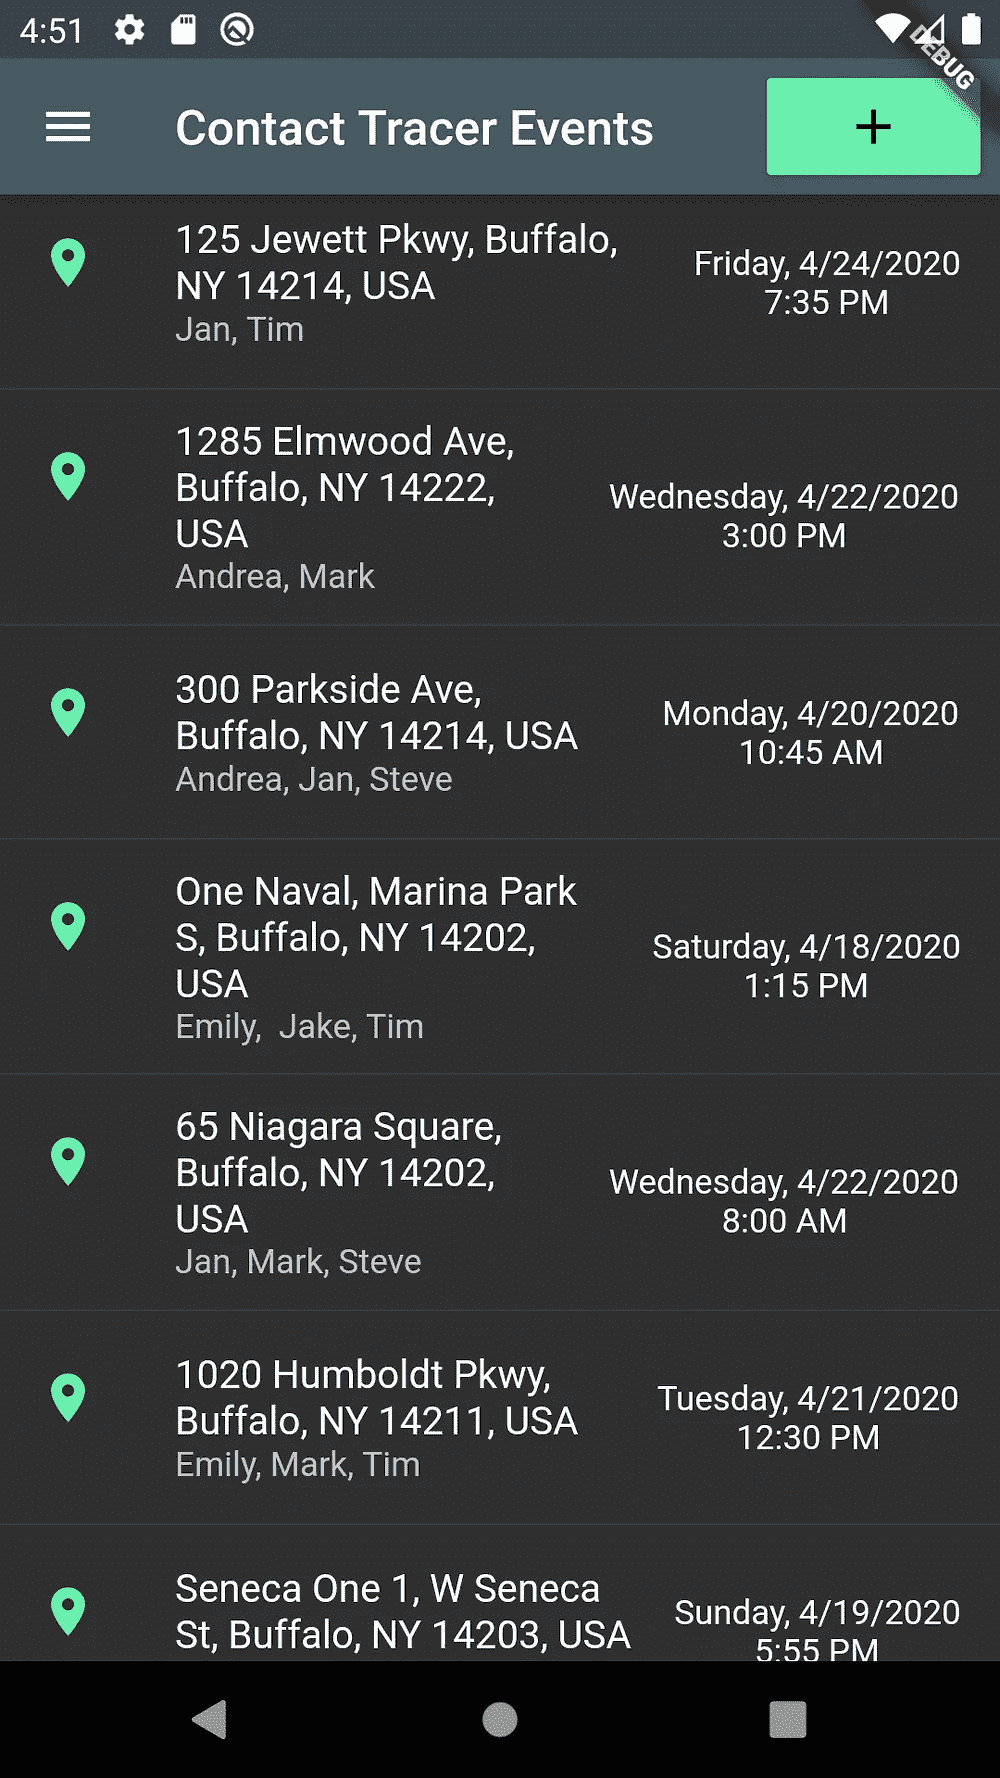 4:51
DEBUG
Contact Tracer Events
+
125 Jewett Pkwy, Buffalo,
NY 14214, USA
Jan, Tim
Friday, 4/24/2020
7:35 PM
1285 Elmwood Ave,
Buffalo, NY 14222,
USA
Andrea, Mark
Wednesday, 4/22/2020
3:00 PM
300 Parkside Ave,
Buffalo, NY 14214, USA
Andrea, Jan, Steve
Monday, 4/20/2020
10:45 AM
One Naval, Marina Park
S, Buffalo, NY 14202,
USA
Emily,  Jake, Tim
Saturday, 4/18/2020
1:15 PM
65 Niagara Square,
Buffalo, NY 14202,
USA
Jan, Mark, Steve
Wednesday, 4/22/2020
8:00 AM
1020 Humboldt Pkwy,
Buffalo, NY 14211, USA
Emily, Mark, Tim
Tuesday, 4/21/2020
12:30 PM
Seneca One 1, W Seneca
St, Buffalo, NY 14203, USA
Sunday, 4/19/2020
5:55 PM